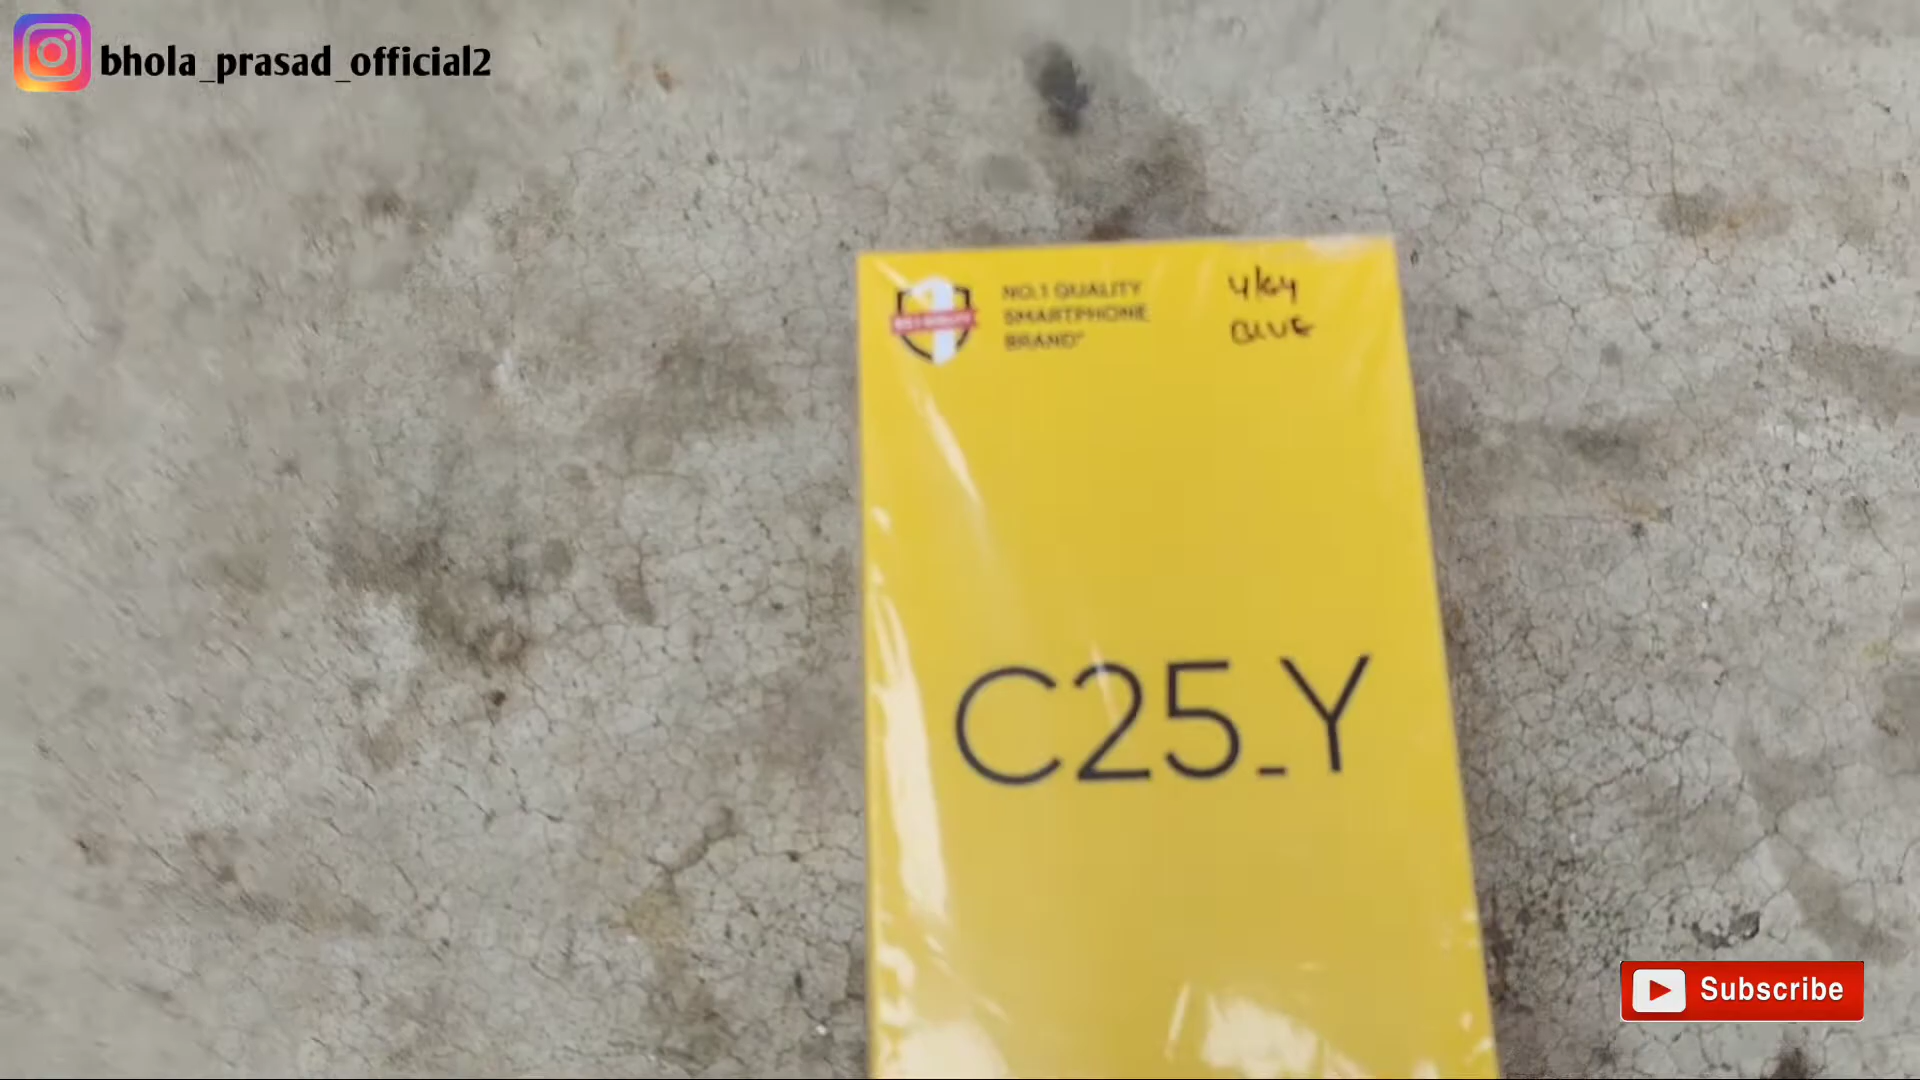 bhola_prasad_official2
NO.1 QUALITY
SMARTPHONE
BRAND*
4/64
BLUE
C25_Y
Subscribe